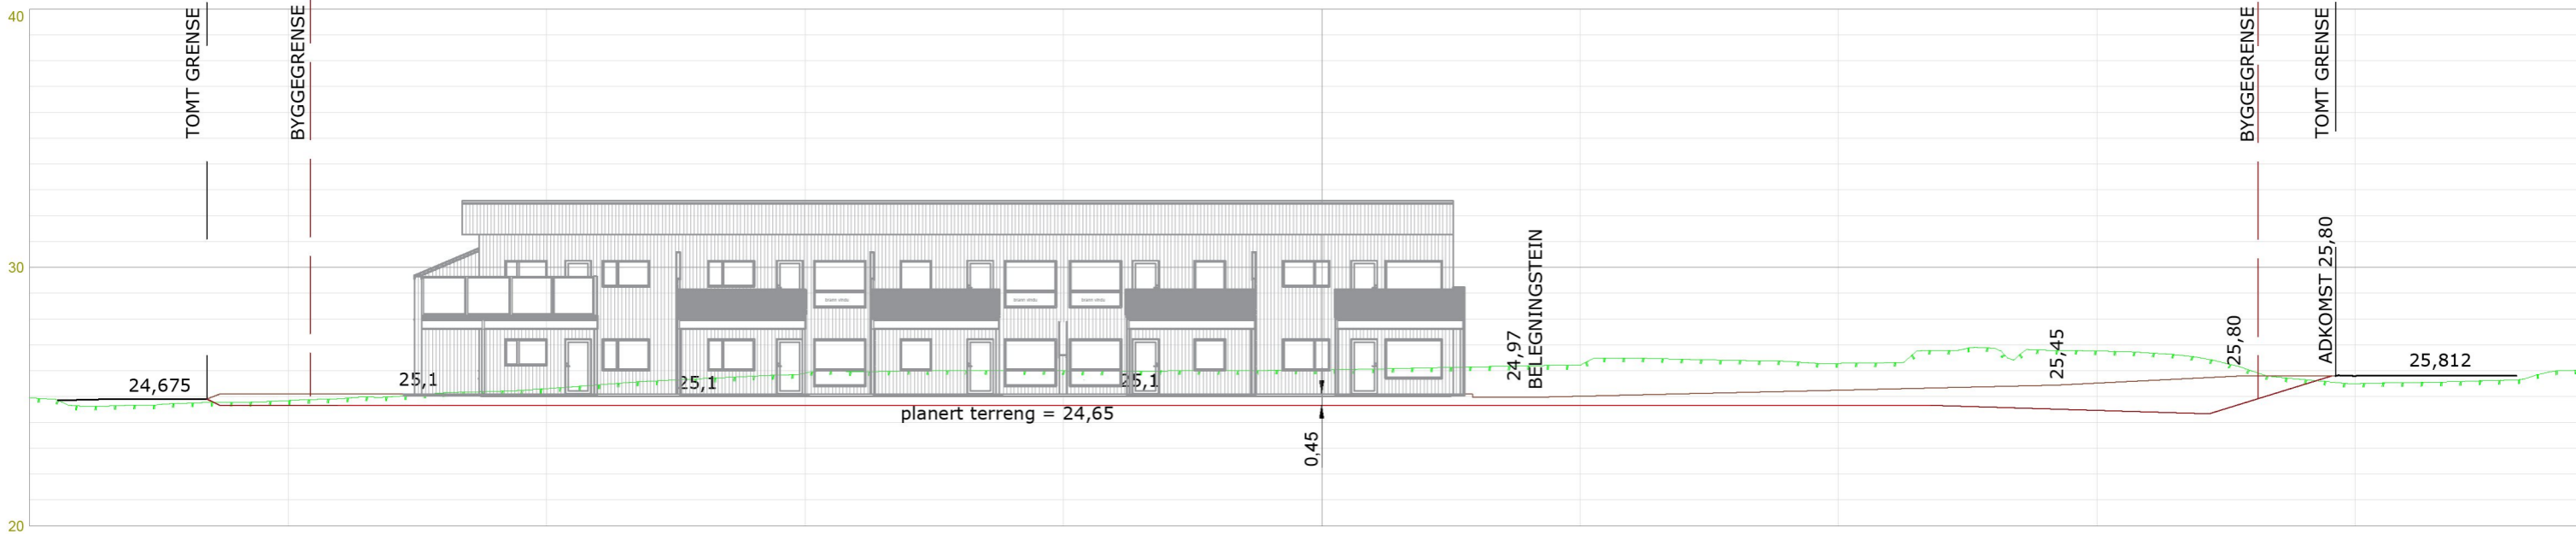 40
TOMT GRENSE
BYGGEGRENSE
BYGGEGRENSE
TOMT GRENSE
30
24,97
BELEGNINGSTEIN
25,45
25,80
ADKOMST 25,80
24,675
25,1
25,1
25,1
25,812
planert terreng = 24,65
0,45
20